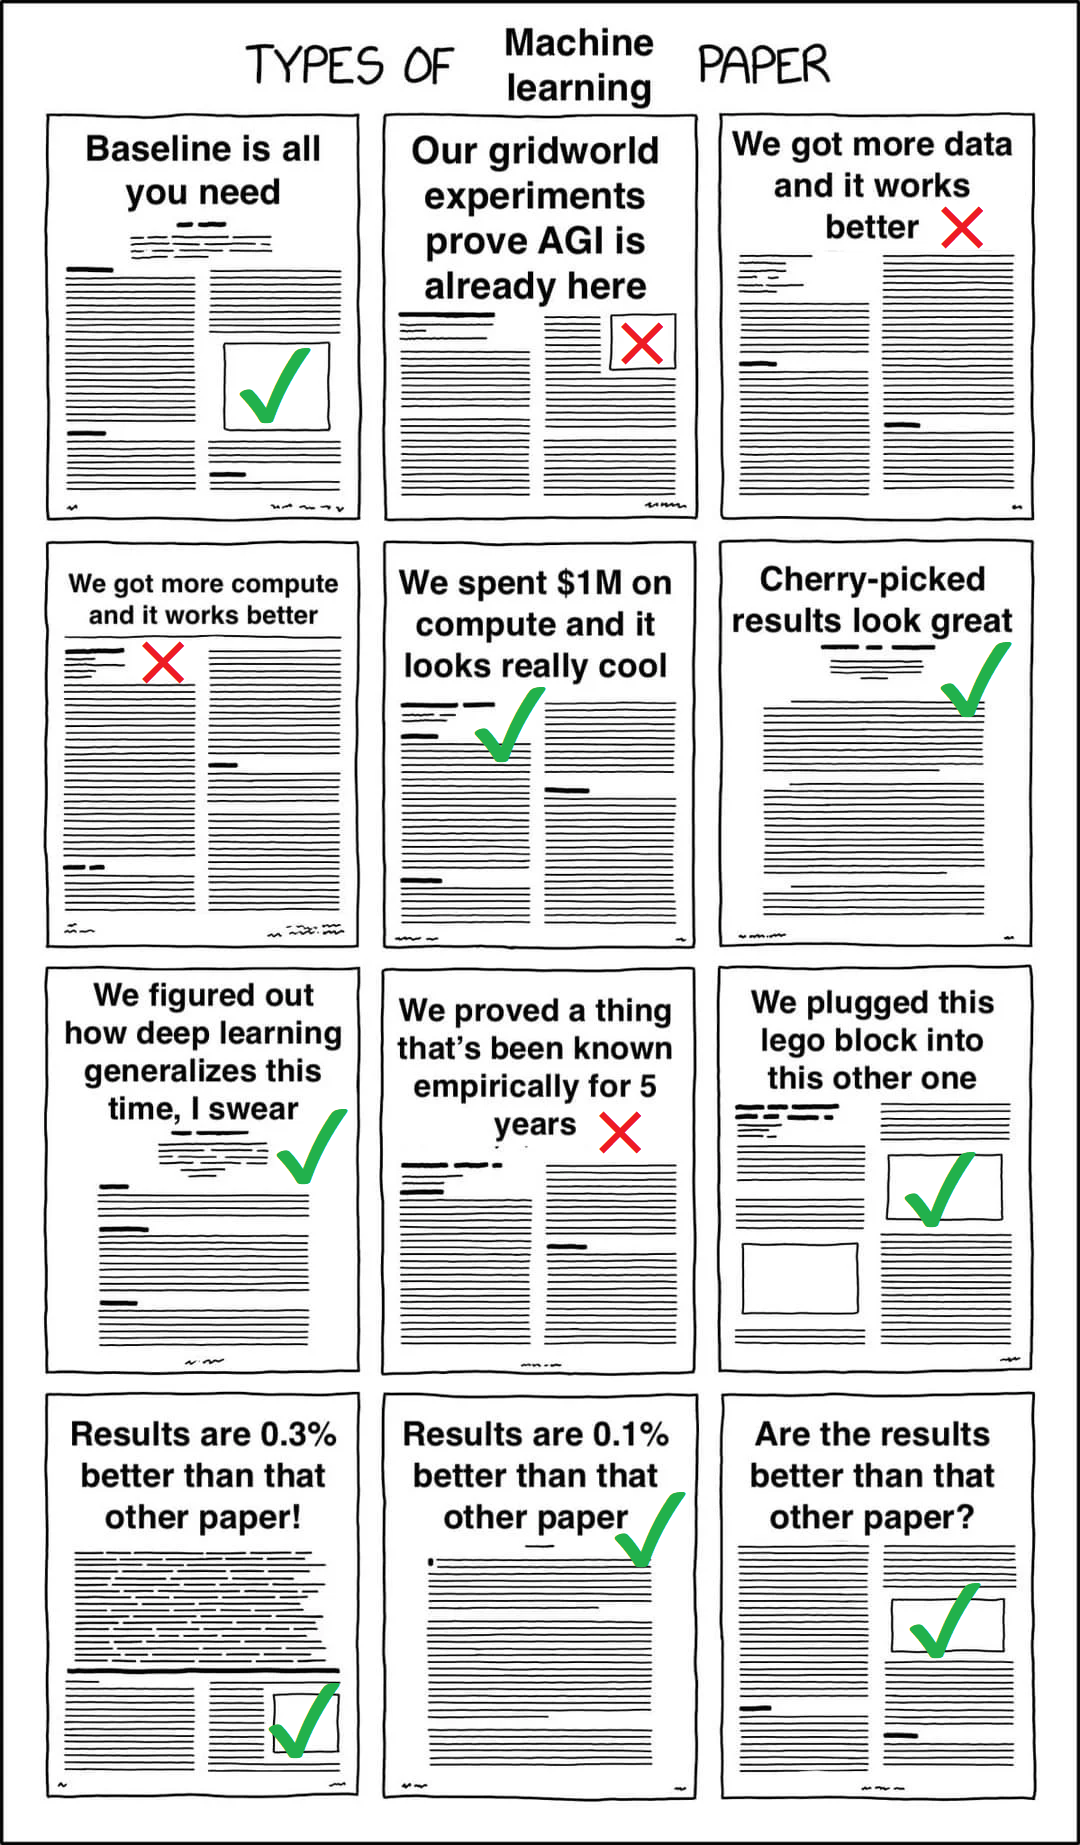 TYPES OF Machine learning PAPER
Baseline is all
you need
Our gridworld
experiments
prove AGI is
already here
We got more data
and it works
better
We got more compute
and it works better
We spent $1M on
compute and it
looks really cool
Cherry-picked
results look great
We figured out
how deep learning
generalizes this
time, I swear
We proved a thing
that's been known
empirically for 5
years
We plugged this
lego block into
this other one
Results are 0.3%
better than that
other paper!
Results are 0.1%
better than that
other paper
Are the results
better than that
other paper?